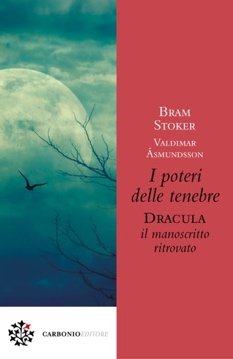 BRAM
STOKER
VALDIMAR
ÁSMUNDSSON
I poteri
delle tenebre
DRACULA
il manoscritto
ritrovato
CARBONIO EDITORE